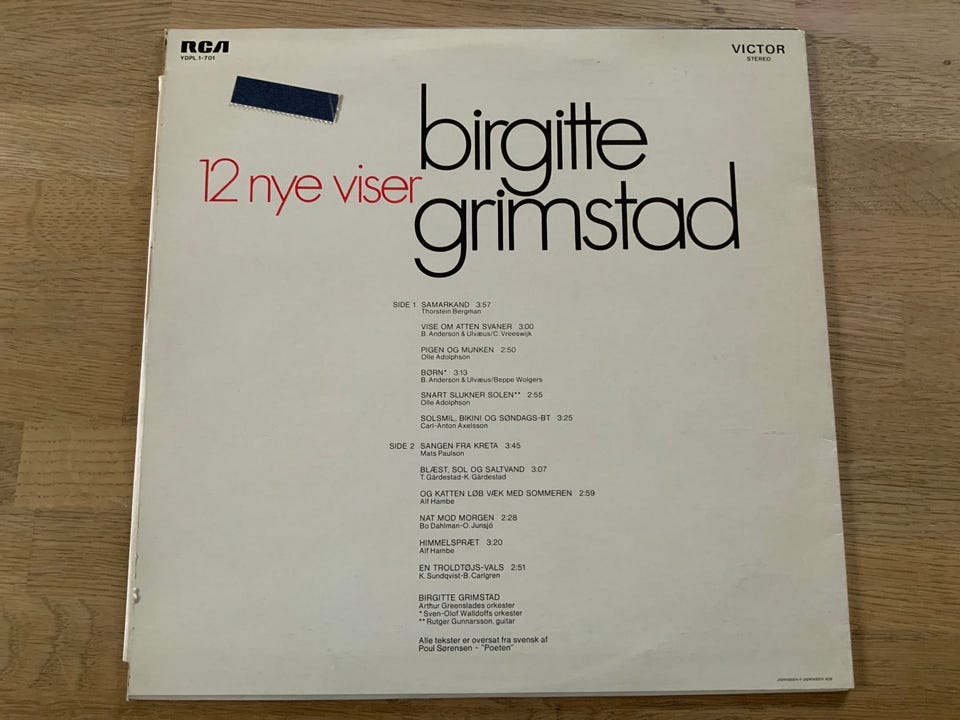 RCA
YDPL 1-701
VICTOR
STEREO
birgitte
12 nye viser
grimstad
SIDE 1 SAMARKAND 3:57
Thorstein Bergman
VISE OM ATTEN SVANER 3:00
B. Anderson & Ulvæus/C. Vreeswijk
PIGEN OG MUNKEN 2:50
Olle Adolphson
BØRN* 3:13
B. Anderson & Ulvæus/Beppe Wolgers
SNART SLUKNER SOLEN** 2:55
Olle Adolphson
SOLSMIL, BIKINI OG SØNDAGS-BT 3:25
Carl-Anton Axelsson
SIDE 2 SANGEN FRA KRETA 3:45
Mats Paulson
BLÆST, SOL OG SALTVAND 3:07
T. Gärdestad-K. Gärdestad
OG KATTEN LØB VÆK MED SOMMEREN 2:59
Alf Hambe
NAT MOD MORGEN 2:28
Bo Dahlman-O. Junsjö
HIMMELSPRÆT 3:20
Alf Hambe
EN TROLDTØJS-VALS 2:51
K. Sundqvist-B. Carlgren
BIRGITTE GRIMSTAD
Arthur Greenslades orkester
* Sven-Olof Walldoffs orkester
** Rutger Gunnarsson, guitar
Alle tekster er oversat fra svensk af
Poul Sørensen - "Poeten"